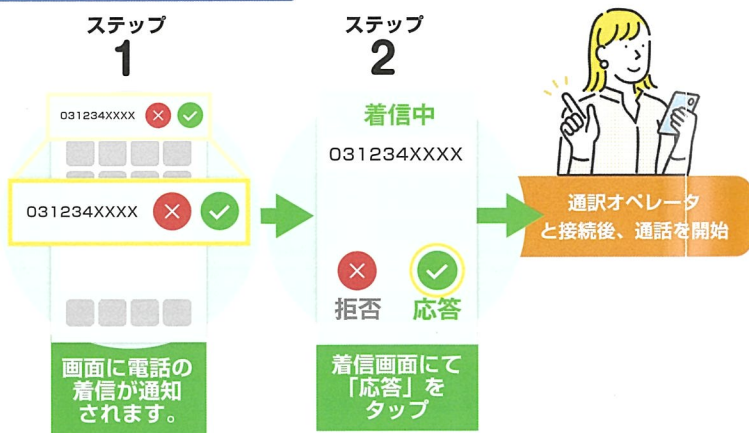 ステップ
1
031234XXXX
031234XXXX
画面に電話の
着信が通知
されます。
ステップ
2
着信中
031234XXXX
拒否
応答
着信画面にて
「応答」を
タップ
通訳オペレータ
と接続後、通話を開始